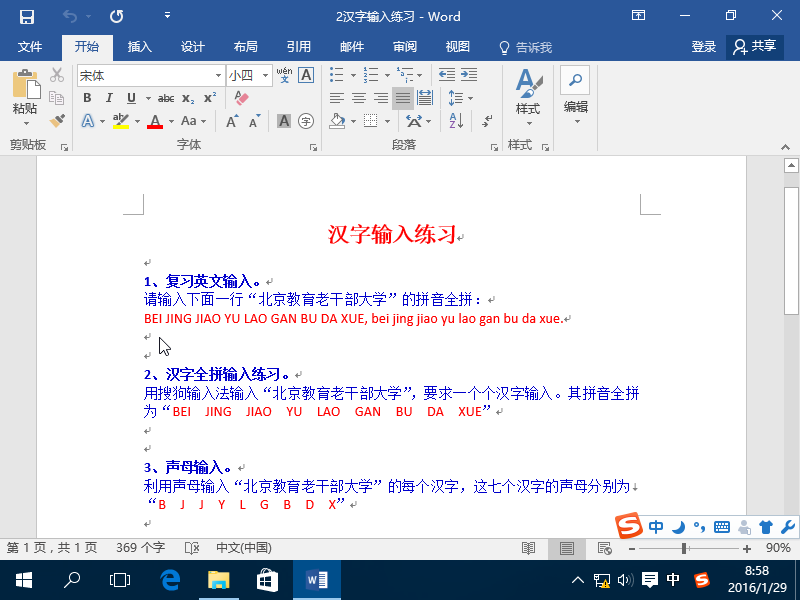 2汉字输入练习 - Word
文件 开始 插入 设计 布局 引用 邮件 审阅 视图 告诉我 登录 共享
宋体 小四 wén 文 A
粘贴 B I U abc X₂ X² 样式 编辑
A ab A Aa A A A 字 A Z
剪贴板 字体 段落 样式
汉字输入练习
1、复习英文输入。
请输入下面一行“北京教育老干部大学”的拼音全拼：
BEI JING JIAO YU LAO GAN BU DA XUE, bei jing jiao yu lao gan bu da xue.
2、汉字全拼输入练习。
用搜狗输入法输入“北京教育老干部大学”，要求一个个汉字输入。其拼音全拼
为“BEI JING JIAO YU LAO GAN BU DA XUE”
3、声母输入。
利用声母输入“北京教育老干部大学”的每个汉字，这七个汉字的声母分别为
“B J J Y L G B D X”
S 中
第 1 页，共 1 页 369 个字 中文(中国) 90%
中 S 8:58
2016/1/29